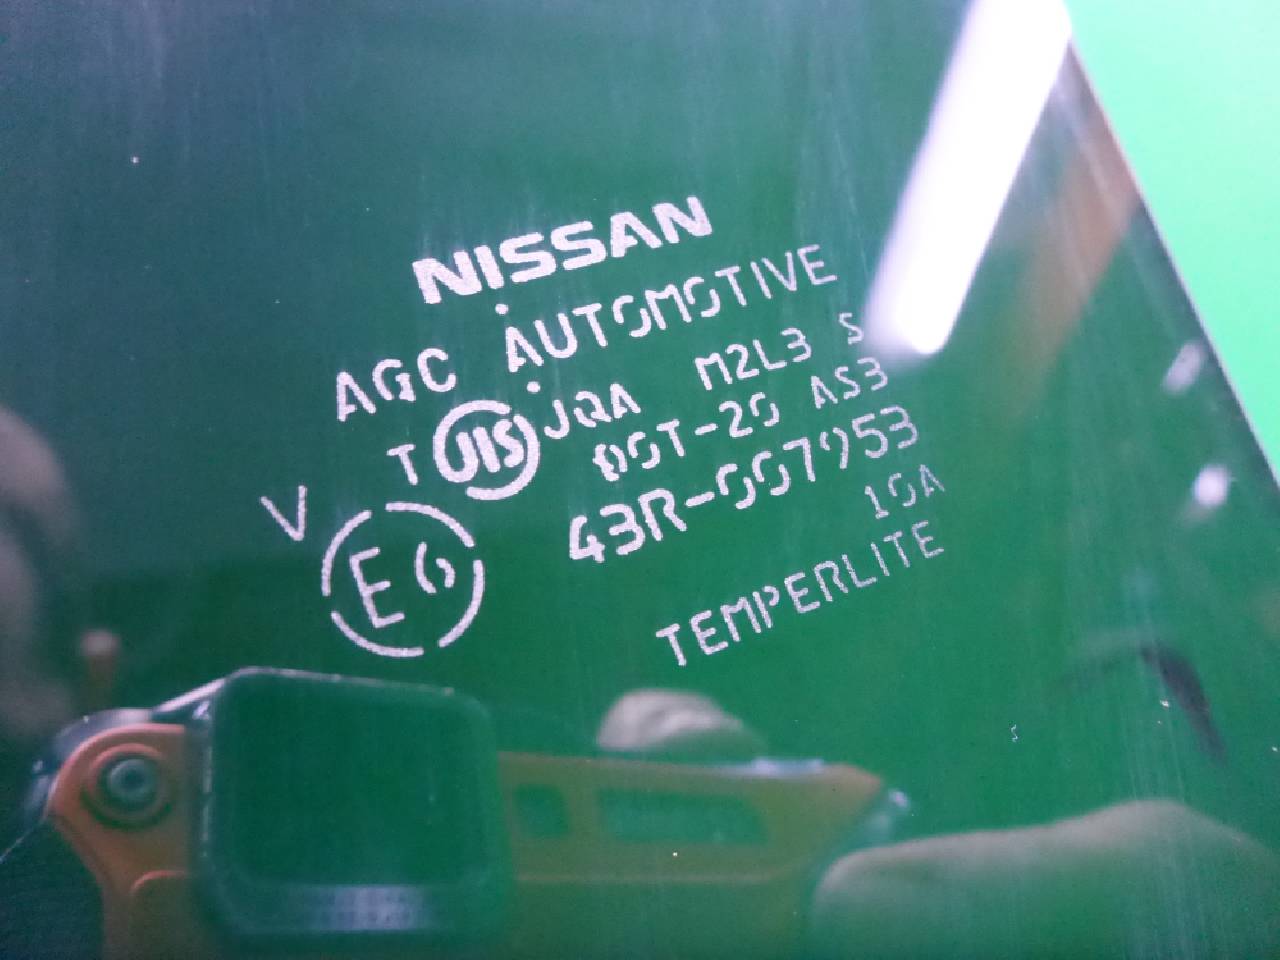 NISSAN
AGC AUTOMOTIVE
T JIS JQA M2L3 S
DOT-20 AS3
V E6 43R-007953
10A
TEMPERLITE